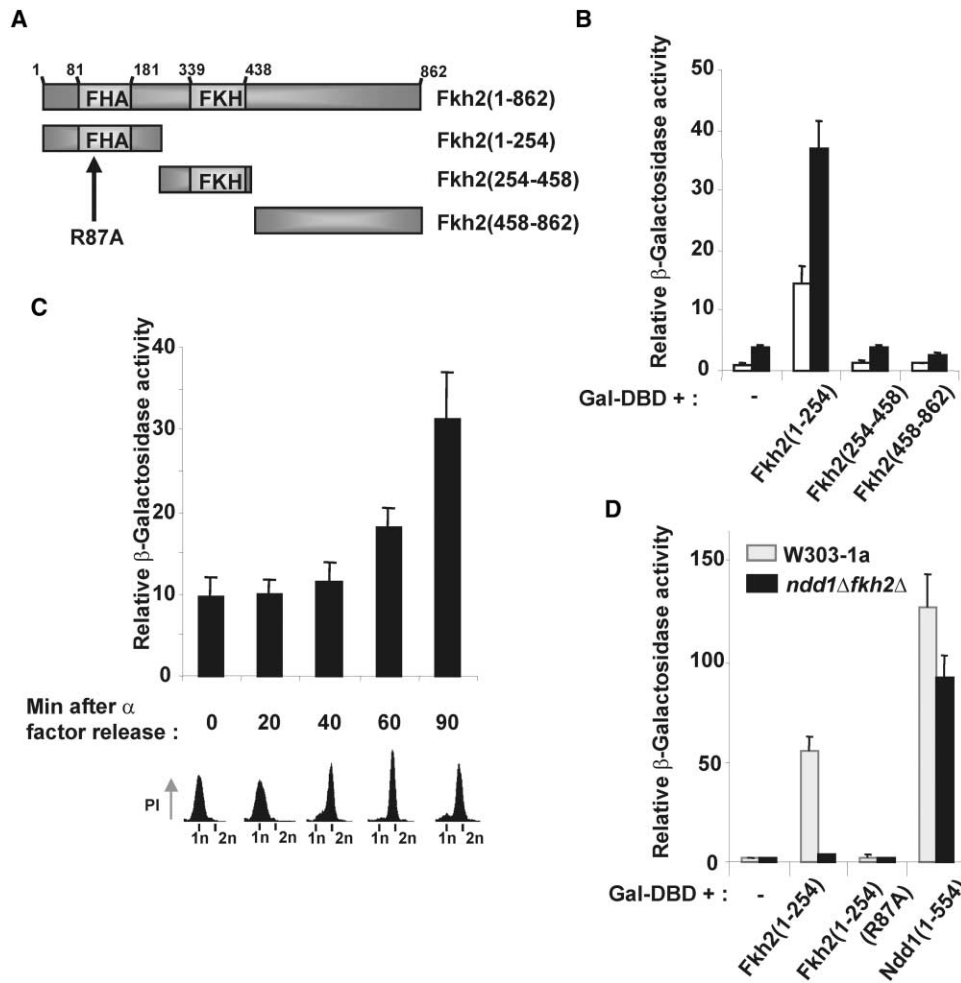 A
1 81 181 339 438 862
FHA FKH Fkh2(1-862)
FHA Fkh2(1-254)
FKH Fkh2(254-458)
Fkh2(458-862)
R87A
B
Relative β-Galactosidase activity
50
40
30
20
10
0
Gal-DBD + :
-
Fkh2(1-254)
Fkh2(254-458)
Fkh2(458-862)
C
Relative β-Galactosidase activity
40
30
20
10
0
Min after α
factor release : 0 20 40 60 90
PI
1n 2n 1n 2n 1n 2n 1n 2n 1n 2n
D
Relative β-Galactosidase activity
150
100
50
0
W303-1a
ndd1Δfkh2Δ
Gal-DBD + :
-
Fkh2(1-254)
Fkh2(1-254)
(R87A)
Ndd1(1-554)